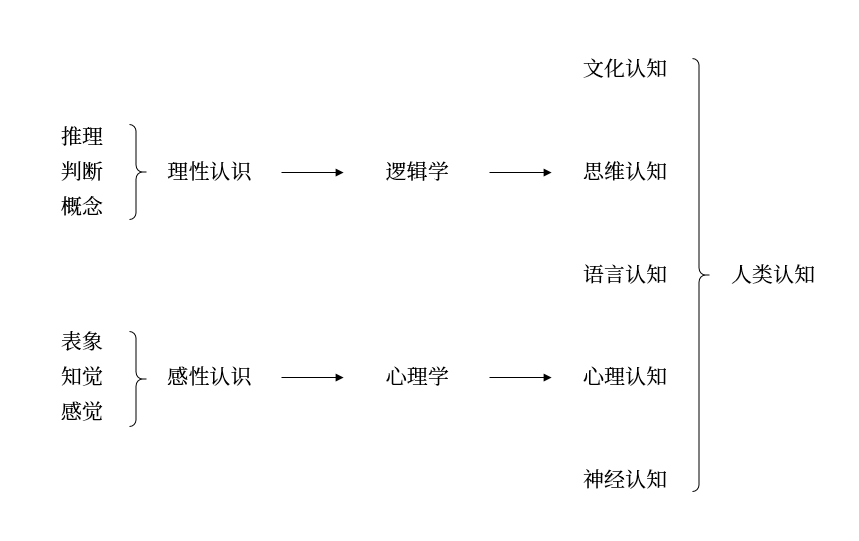 文化认知
推理
判断
概念
理性认识
逻辑学
思维认知
语言认知
人类认知
表象
知觉
感觉
感性认识
心理学
心理认知
神经认知